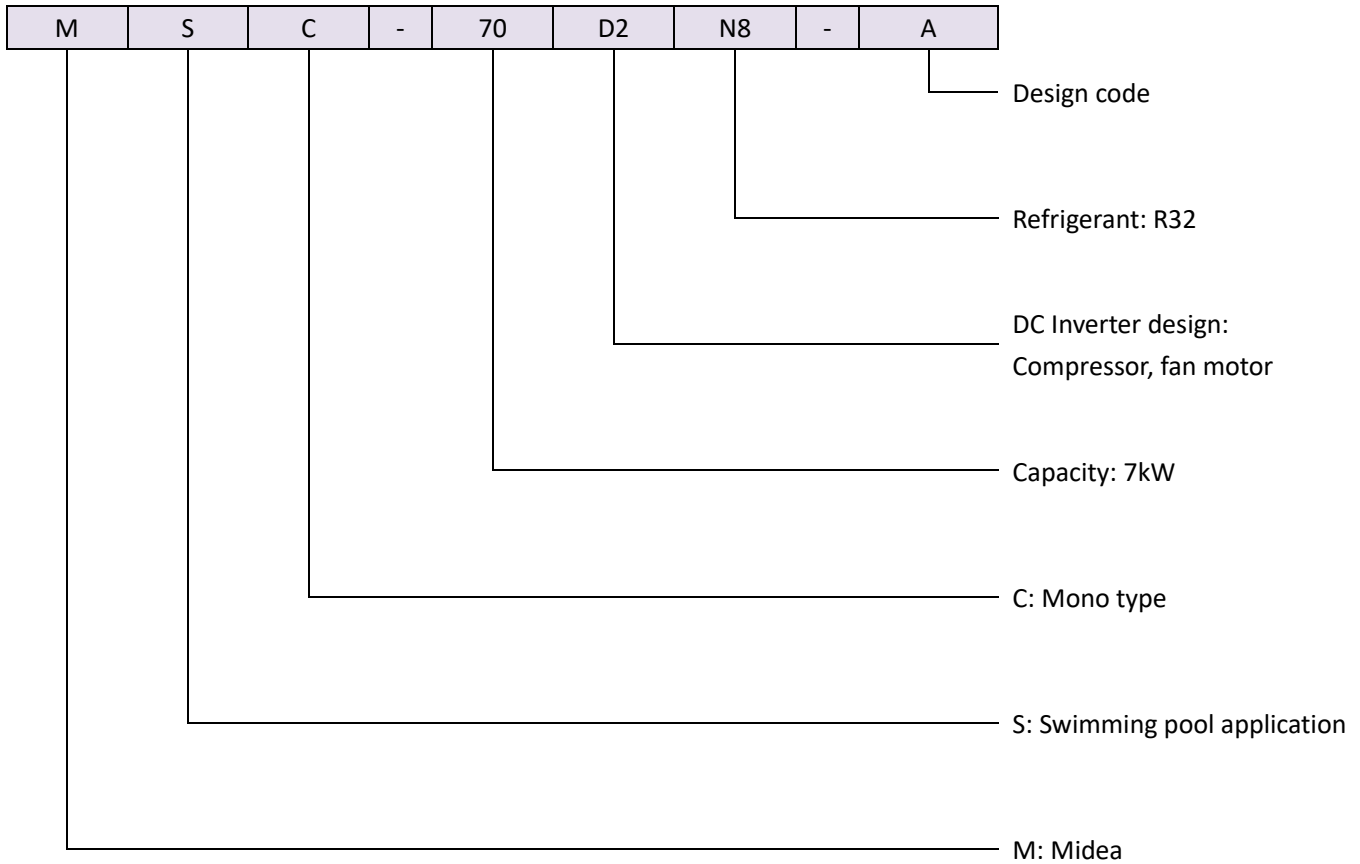 M S C - 70 D2 N8 - A
Design code
Refrigerant: R32
DC Inverter design:
Compressor, fan motor
Capacity: 7kW
C: Mono type
S: Swimming pool application
M: Midea